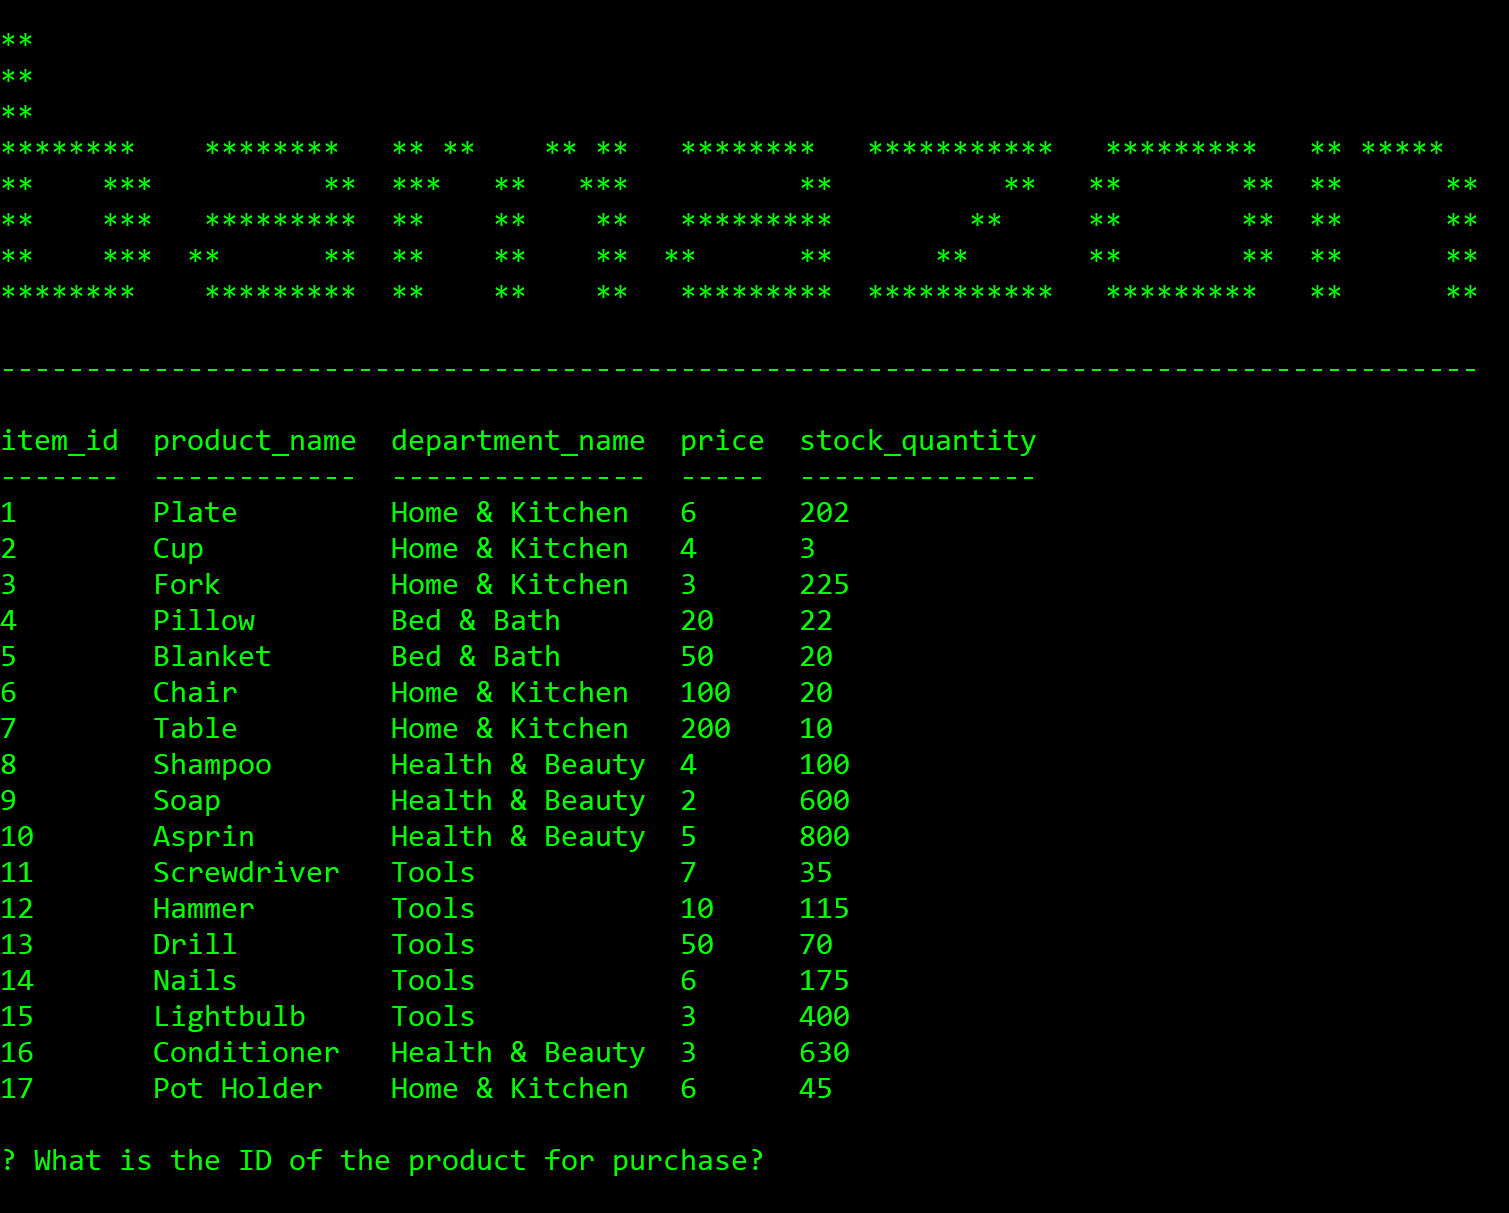 **
**
**
********    ********   ** **    ** **   ********   ***********   *********   ** *****
**    ***          **  ***   **   ***          **          **   **       **  **      **
**    ***   *********  **    **    **   *********        **     **       **  **      **
**    ***  **      **  **    **    **  **      **      **       **       **  **      **
********    *********  **    **    **   *********  ***********   *********   **      **
---------------------------------------------------------------------------------------
item_id  product_name  department_name  price  stock_quantity
-------  ------------  ---------------  -----  --------------
1        Plate         Home & Kitchen   6      202
2        Cup           Home & Kitchen   4      3
3        Fork          Home & Kitchen   3      225
4        Pillow        Bed & Bath       20     22
5        Blanket       Bed & Bath       50     20
6        Chair         Home & Kitchen   100    20
7        Table         Home & Kitchen   200    10
8        Shampoo       Health & Beauty  4      100
9        Soap          Health & Beauty  2      600
10       Asprin        Health & Beauty  5      800
11       Screwdriver   Tools            7      35
12       Hammer        Tools            10     115
13       Drill         Tools            50     70
14       Nails         Tools            6      175
15       Lightbulb     Tools            3      400
16       Conditioner   Health & Beauty  3      630
17       Pot Holder    Home & Kitchen   6      45
? What is the ID of the product for purchase?